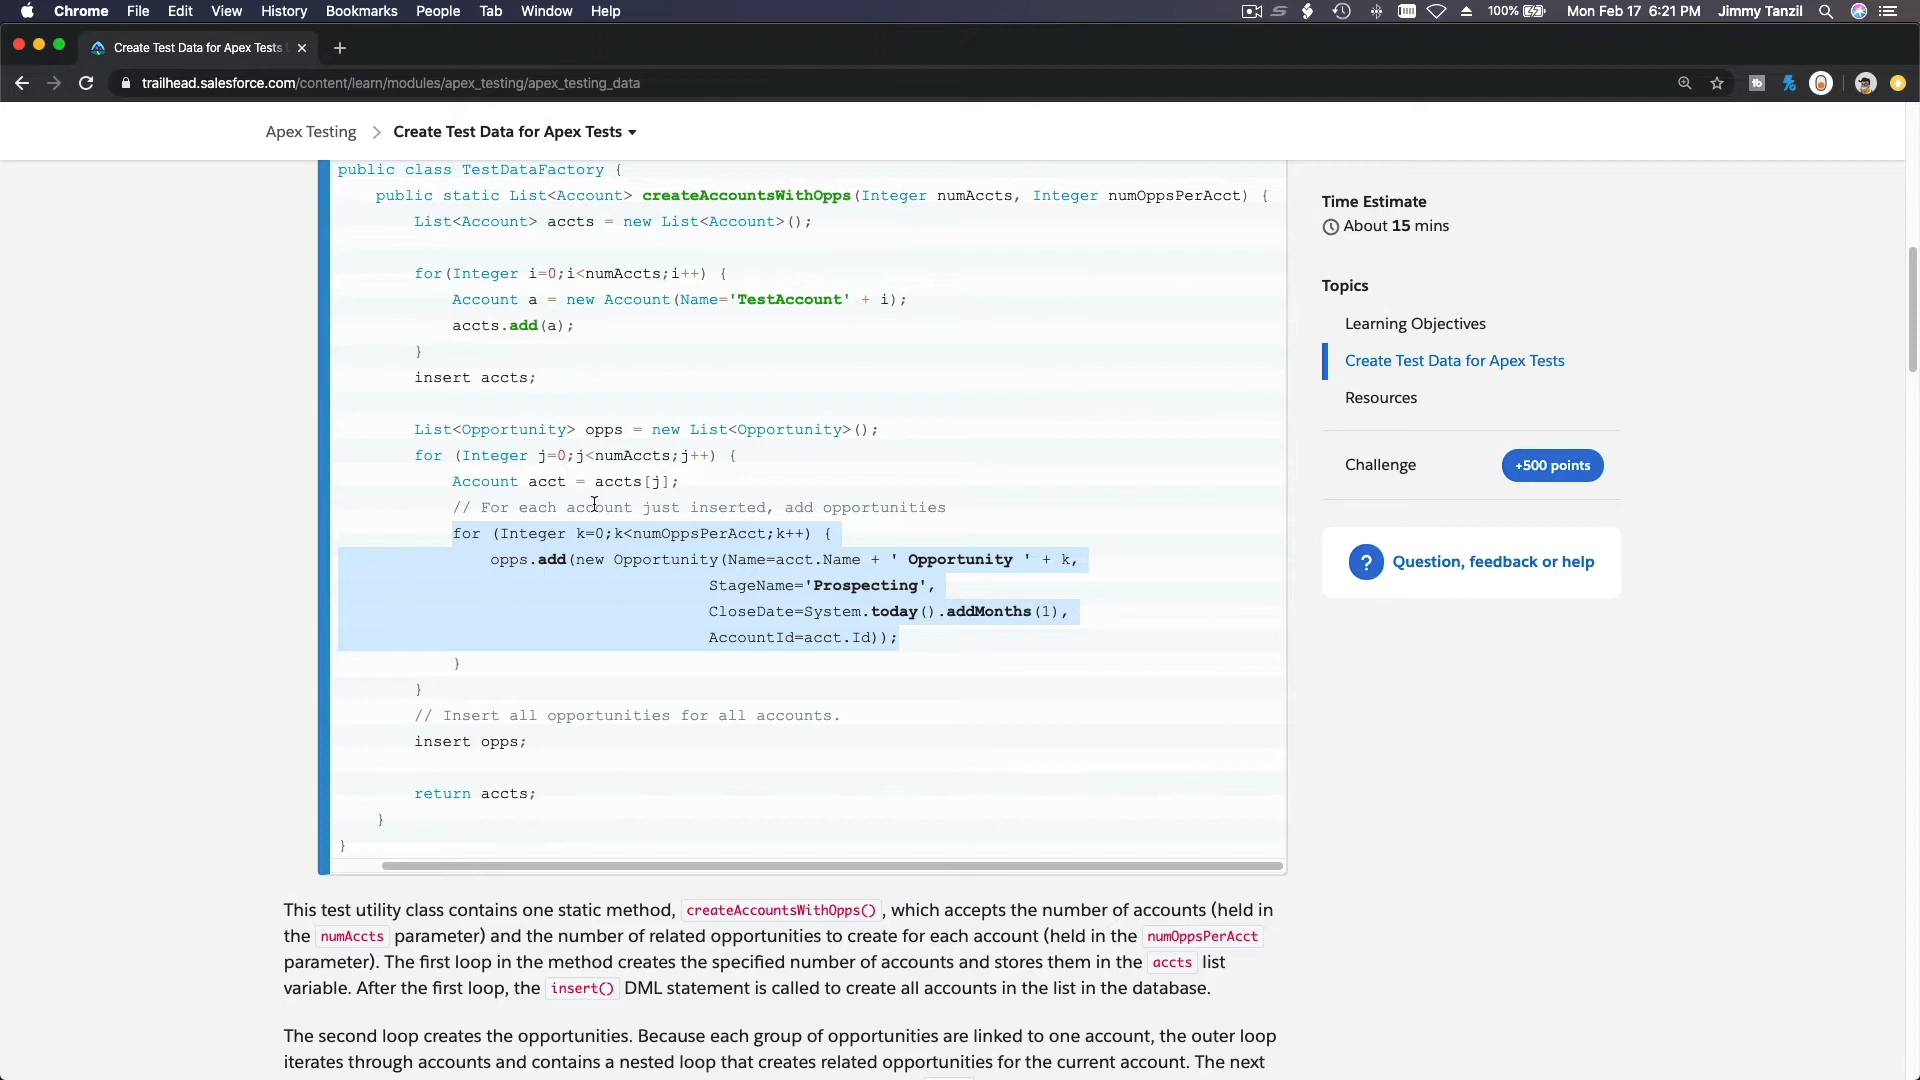 Chrome File Edit View History Bookmarks People Tab Window Help 100% Mon Feb 17 6:21 PM Jimmy Tanzil
Create Test Data for Apex Tests
trailhead.salesforce.com/content/learn/modules/apex_testing/apex_testing_data
Apex Testing > Create Test Data for Apex Tests
public class TestDataFactory {
public static List<Account> createAccountsWithOpps(Integer numAccts, Integer numOppsPerAcct) {
List<Account> accts = new List<Account>();
for(Integer i=0;i<numAccts;i++) {
Account a = new Account(Name='TestAccount' + i);
accts.add(a);
}
insert accts;
List<Opportunity> opps = new List<Opportunity>();
for (Integer j=0;j<numAccts;j++) {
Account acct = accts[j];
// For each account just inserted, add opportunities
for (Integer k=0;k<numOppsPerAcct;k++) {
opps.add(new Opportunity(Name=acct.Name + ' Opportunity ' + k,
StageName='Prospecting',
CloseDate=System.today().addMonths(1),
AccountId=acct.Id));
}
}
// Insert all opportunities for all accounts.
insert opps;
return accts;
}
}
This test utility class contains one static method, createAccountsWithOpps(), which accepts the number of accounts (held in
the numAccts parameter) and the number of related opportunities to create for each account (held in the numOppsPerAcct
parameter). The first loop in the method creates the specified number of accounts and stores them in the accts list
variable. After the first loop, the insert() DML statement is called to create all accounts in the list in the database.
The second loop creates the opportunities. Because each group of opportunities are linked to one account, the outer loop
iterates through accounts and contains a nested loop that creates related opportunities for the current account. The next
Time Estimate
About 15 mins
Topics
Learning Objectives
Create Test Data for Apex Tests
Resources
Challenge +500 points
? Question, feedback or help